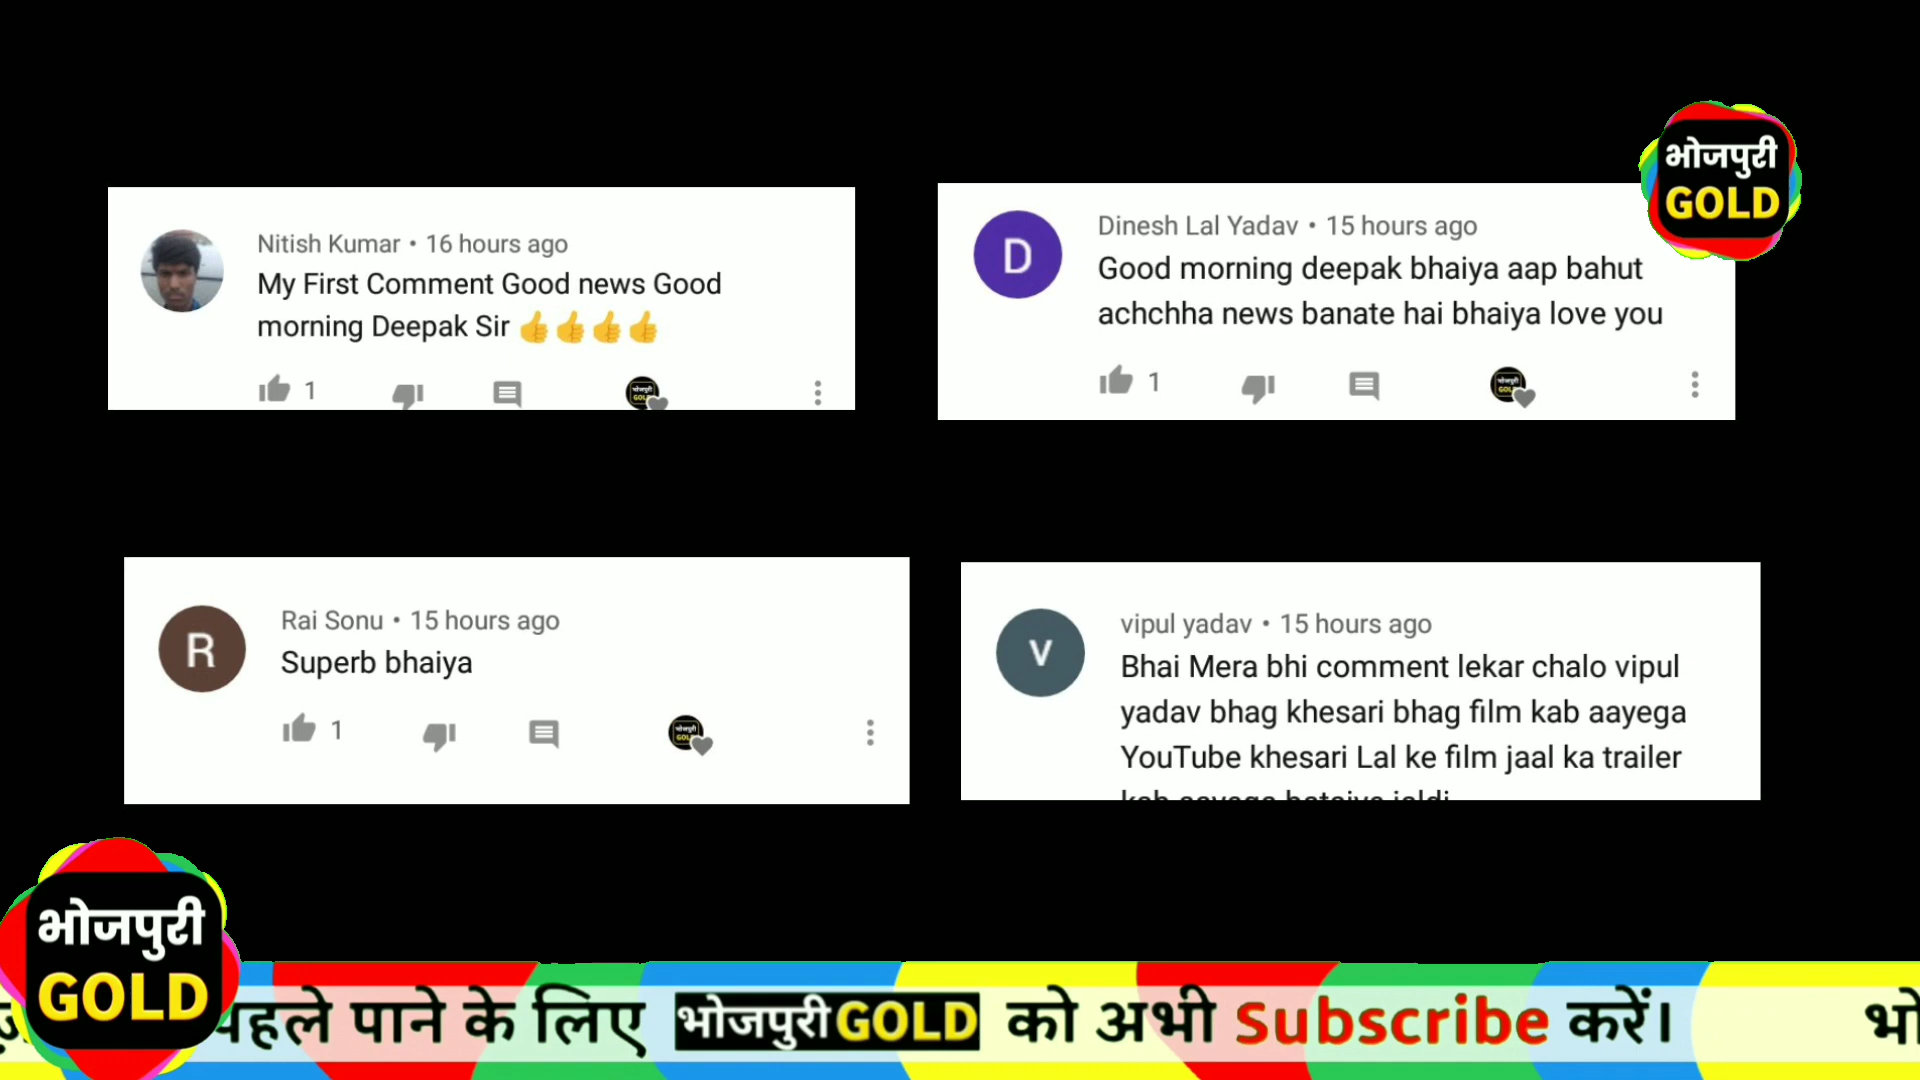 भोजपुरी
GOLD
Nitish Kumar • 16 hours ago
My First Comment Good news Good
morning Deepak Sir 👍👍👍👍
1
Dinesh Lal Yadav • 15 hours ago
Good morning deepak bhaiya aap bahut
achchha news banate hai bhaiya love you
1
Rai Sonu • 15 hours ago
Superb bhaiya
1
vipul yadav • 15 hours ago
Bhai Mera bhi comment lekar chalo vipul
yadav bhag khesari bhag film kab aayega
YouTube khesari Lal ke film jaal ka trailer
kab aayega bataiye jaldi
भोजपुरी
GOLD
पहले पाने के लिए भोजपुरी GOLD को अभी Subscribe करें। भो